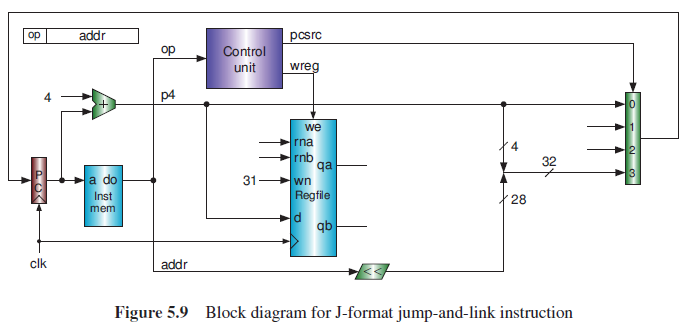 op addr
op
Control
unit
pcsrc
wreg
4
+
p4
we
rna
rnb
qa
31
wn
Regfile
d
qb
P
C
a do
Inst
mem
clk
addr
<<
4
32
28
0
1
2
3
Figure 5.9 Block diagram for J-format jump-and-link instruction